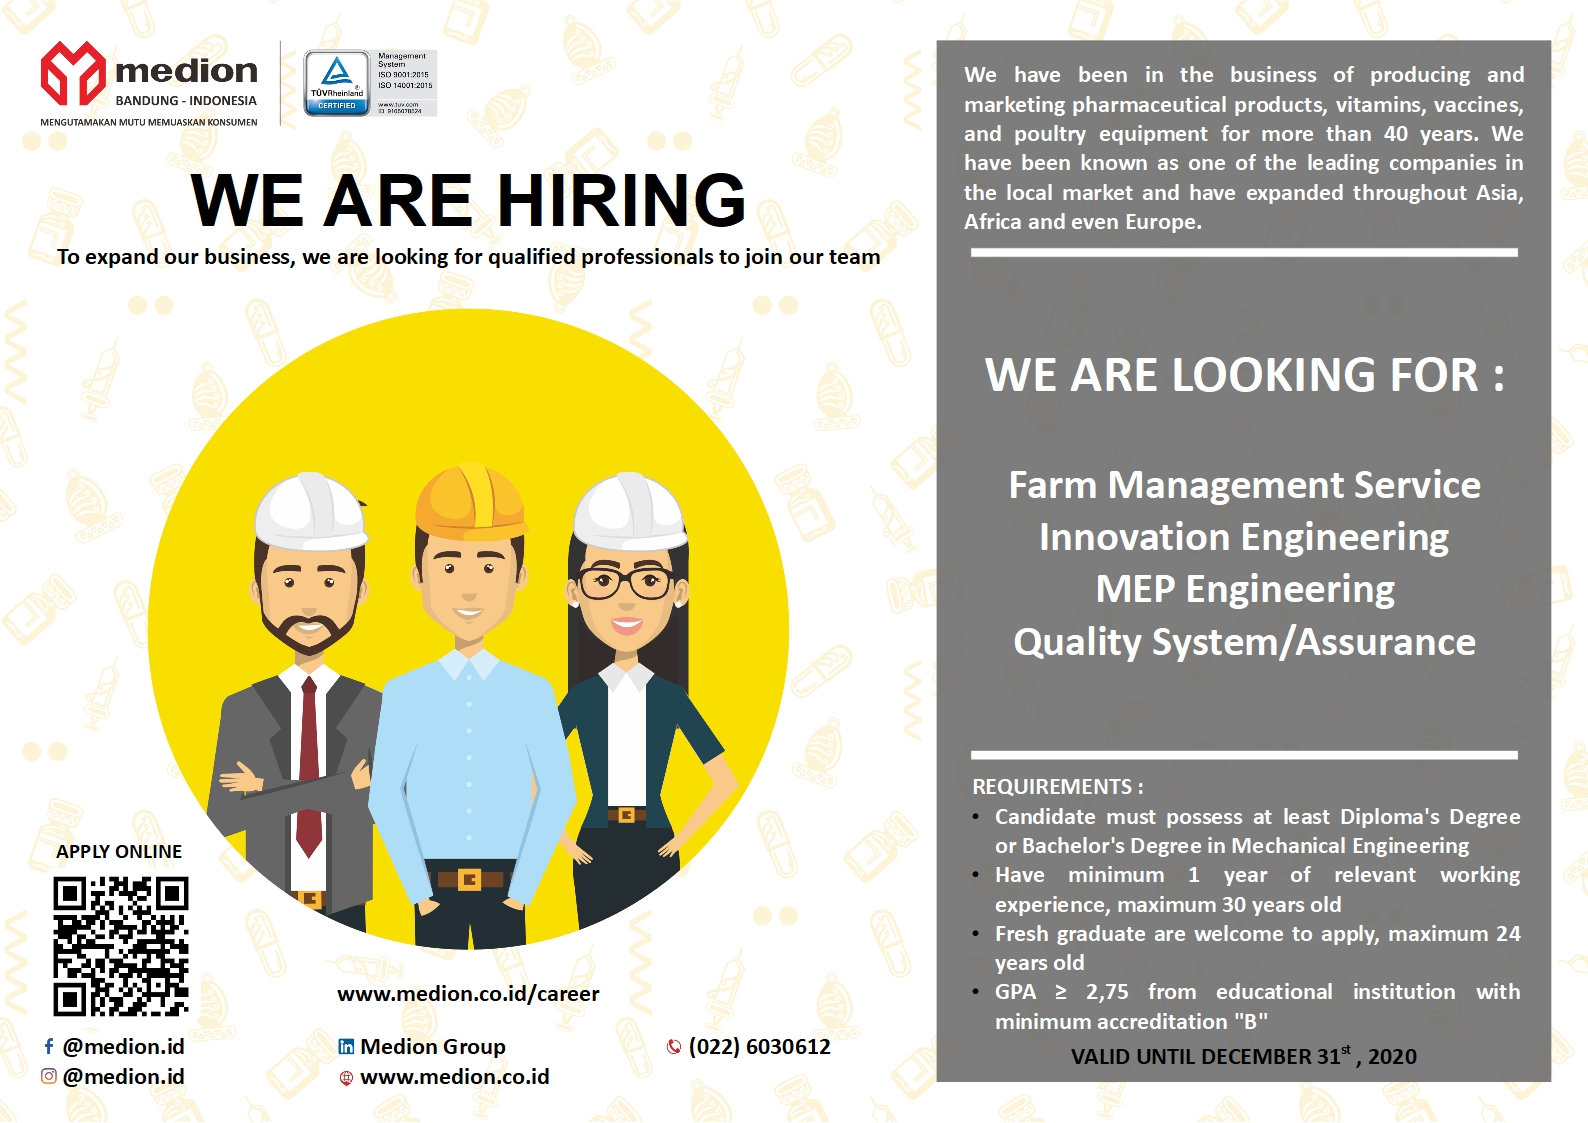 medion
BANDUNG - INDONESIA
MENGUTAMAKAN MUTU MEMUASKAN KONSUMEN
TÜVRheinland
®
CERTIFIED
Management
System
ISO 9001:2015
ISO 14001:2015
www.tuv.com
ID 9105078524
WE ARE HIRING
To expand our business, we are looking for qualified professionals to join our team
APPLY ONLINE
www.medion.co.id/career
@medion.id
@medion.id
Medion Group
www.medion.co.id
(022) 6030612
We have been in the business of producing and
marketing pharmaceutical products, vitamins, vaccines,
and poultry equipment for more than 40 years. We
have been known as one of the leading companies in
the local market and have expanded throughout Asia,
Africa and even Europe.
WE ARE LOOKING FOR :
Farm Management Service
Innovation Engineering
MEP Engineering
Quality System/Assurance
REQUIREMENTS :
• Candidate must possess at least Diploma's Degree
or Bachelor's Degree in Mechanical Engineering
• Have minimum 1 year of relevant working
experience, maximum 30 years old
• Fresh graduate are welcome to apply, maximum 24
years old
• GPA ≥ 2,75 from educational institution with
minimum accreditation "B"
VALID UNTIL DECEMBER 31st , 2020